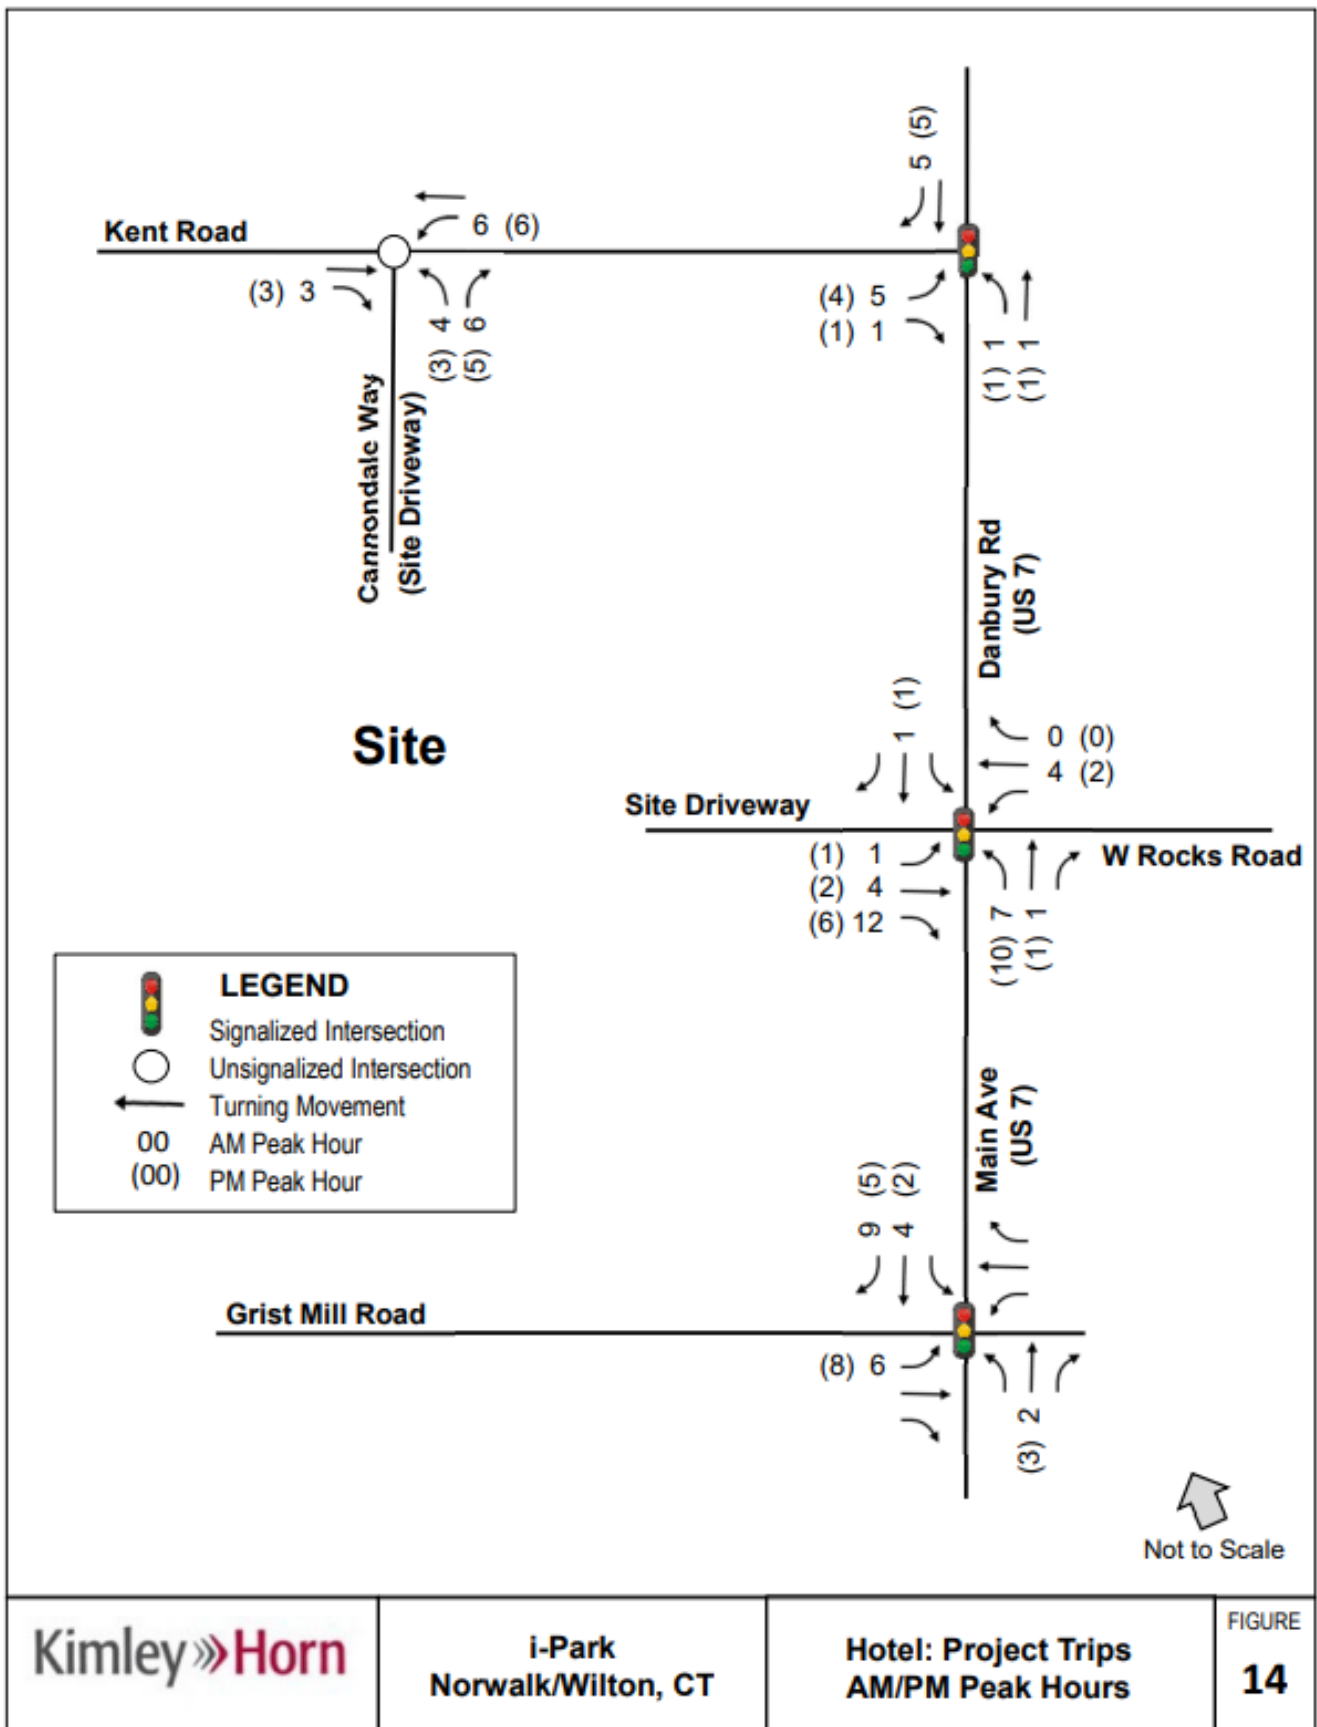 5 (5)
Kent Road
6 (6)
(3) 3
(3) 4
(5) 6
(4) 5
(1) 1
(1) 1
(1) 1
Cannondale Way
(Site Driveway)
Danbury Rd
(US 7)
Site
1 (1)
0 (0)
4 (2)
Site Driveway
W Rocks Road
(1) 1
(2) 4
(6) 12
(10) 7
(1) 1
LEGEND
Signalized Intersection
Unsignalized Intersection
Turning Movement
00 AM Peak Hour
(00) PM Peak Hour
Main Ave
(US 7)
9 (5)
4 (2)
Grist Mill Road
(8) 6
(3) 2
Not to Scale
Kimley»Horn
i-Park
Norwalk/Wilton, CT
Hotel: Project Trips
AM/PM Peak Hours
FIGURE
14